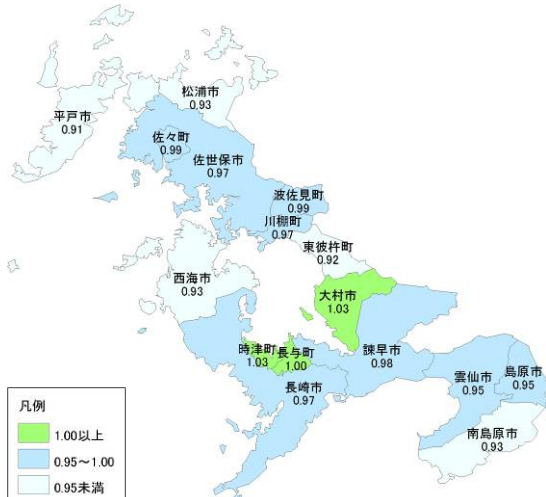 松浦市
0.93
平戸市
0.91
佐々町
0.99
佐世保市
0.97
波佐見町
0.99
川棚町
0.97
東彼杵町
0.92
西海市
0.93
大村市
1.03
時津町
1.03
長与町
1.00
諫早市
0.98
長崎市
0.97
雲仙市
0.95
島原市
0.95
南島原市
0.93
凡例
1.00以上
0.95～1.00
0.95未満